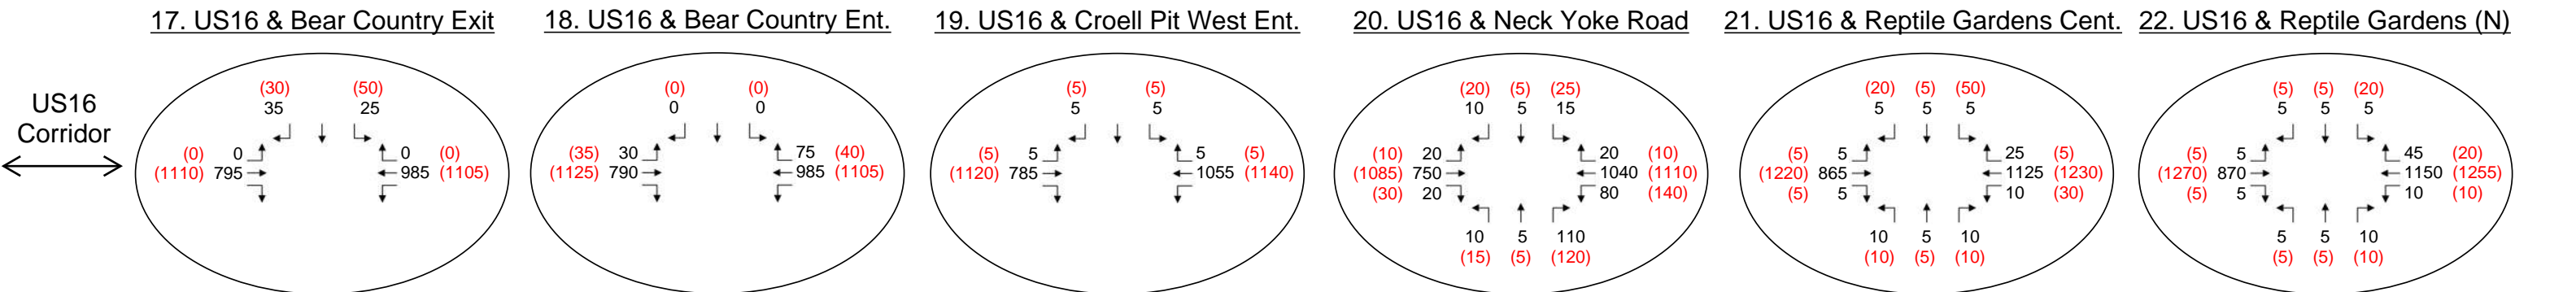 17. US16 & Bear Country Exit
18. US16 & Bear Country Ent.
19. US16 & Croell Pit West Ent.
20. US16 & Neck Yoke Road
21. US16 & Reptile Gardens Cent.
22. US16 & Reptile Gardens (N)
US16
Corridor
(30) (50)
35 25
(0) 0 0 (0)
(1110) 795 985 (1105)
(0) (0)
0 0
(35) 30 75 (40)
(1125) 790 985 (1105)
(5) (5)
5 5
(5) 5 5 (5)
(1120) 785 1055 (1140)
(20) (5) (25)
10 5 15
(10) 20 20 (10)
(1085) 750 1040 (1110)
(30) 20 80 (140)
10 5 110
(15) (5) (120)
(20) (5) (50)
5 5 5
(5) 5 25 (5)
(1220) 865 1125 (1230)
(5) 5 10 (30)
10 5 10
(10) (5) (10)
(5) (5) (20)
5 5 5
(5) 5 45 (20)
(1270) 870 1150 (1255)
(5) 5 10 (10)
5 5 10
(5) (5) (10)